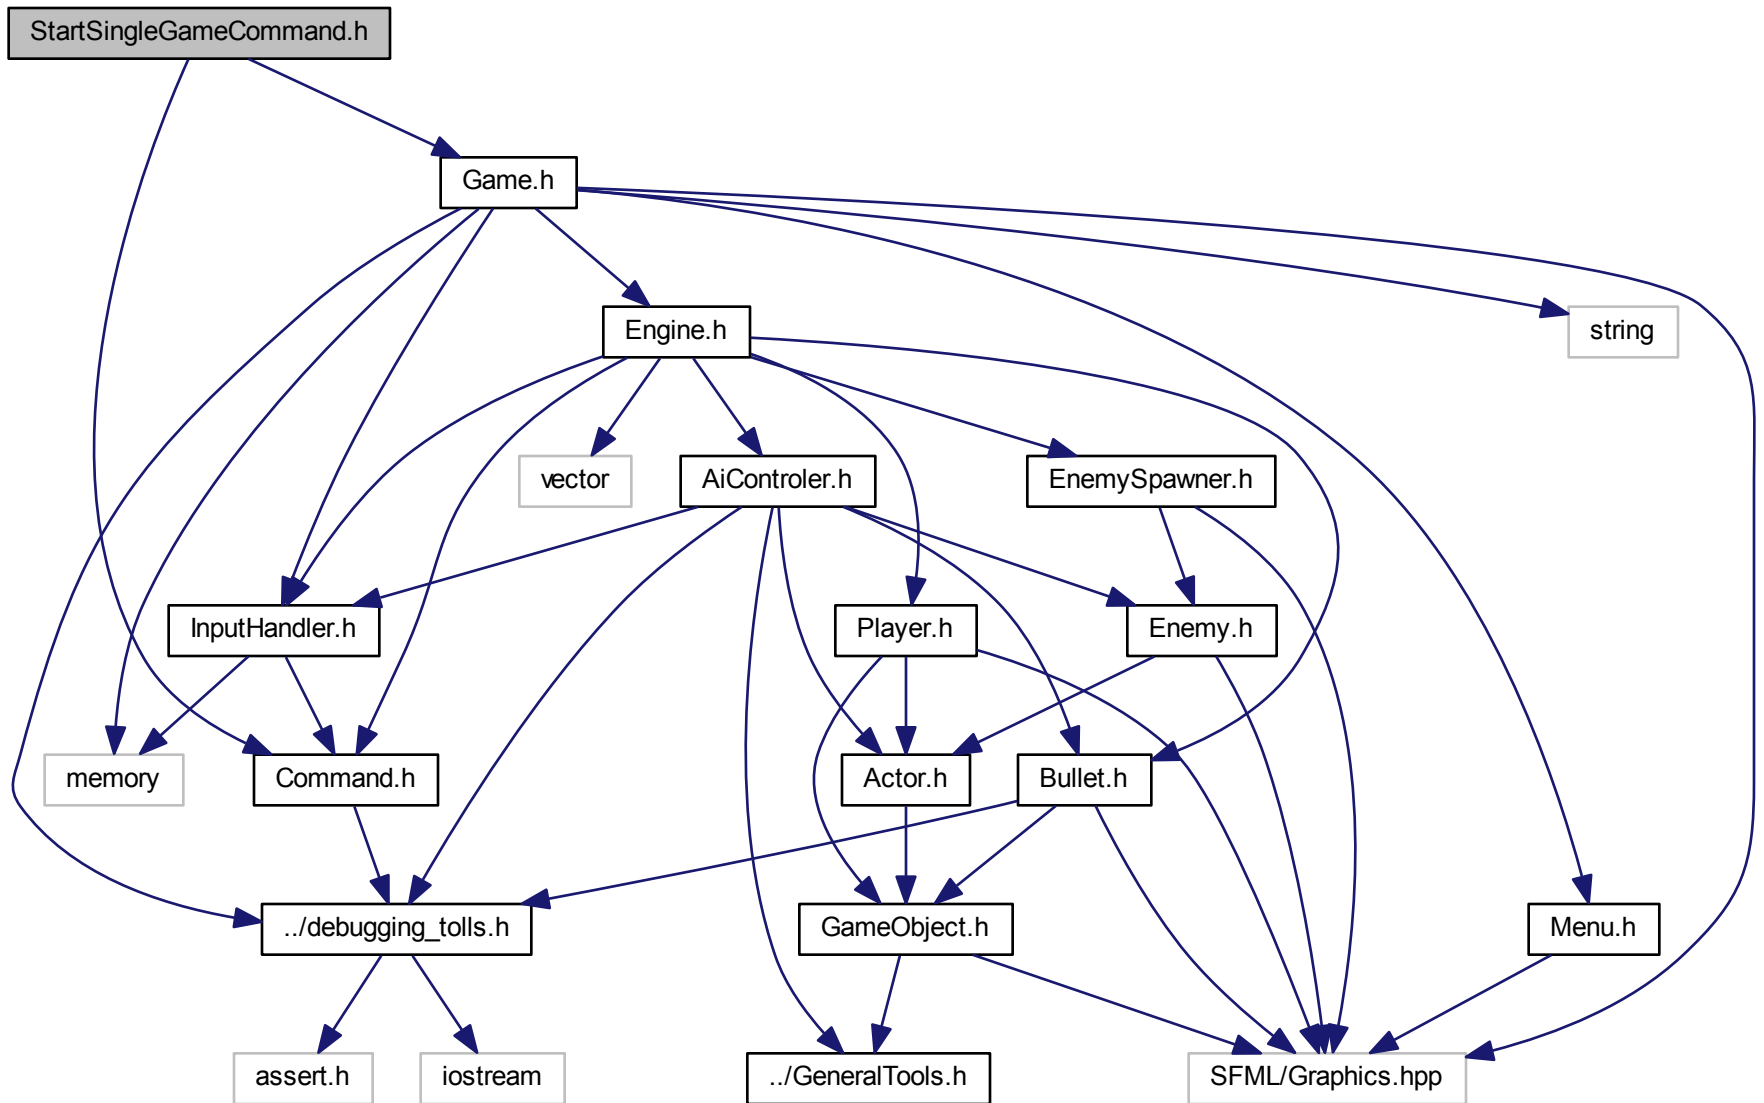 StartSingleGameCommand.h
Game.h
Engine.h
string
vector
AiControler.h
EnemySpawner.h
InputHandler.h
Player.h
Enemy.h
memory
Command.h
Actor.h
Bullet.h
../debugging_tolls.h
GameObject.h
Menu.h
assert.h
iostream
../GeneralTools.h
SFML/Graphics.hpp